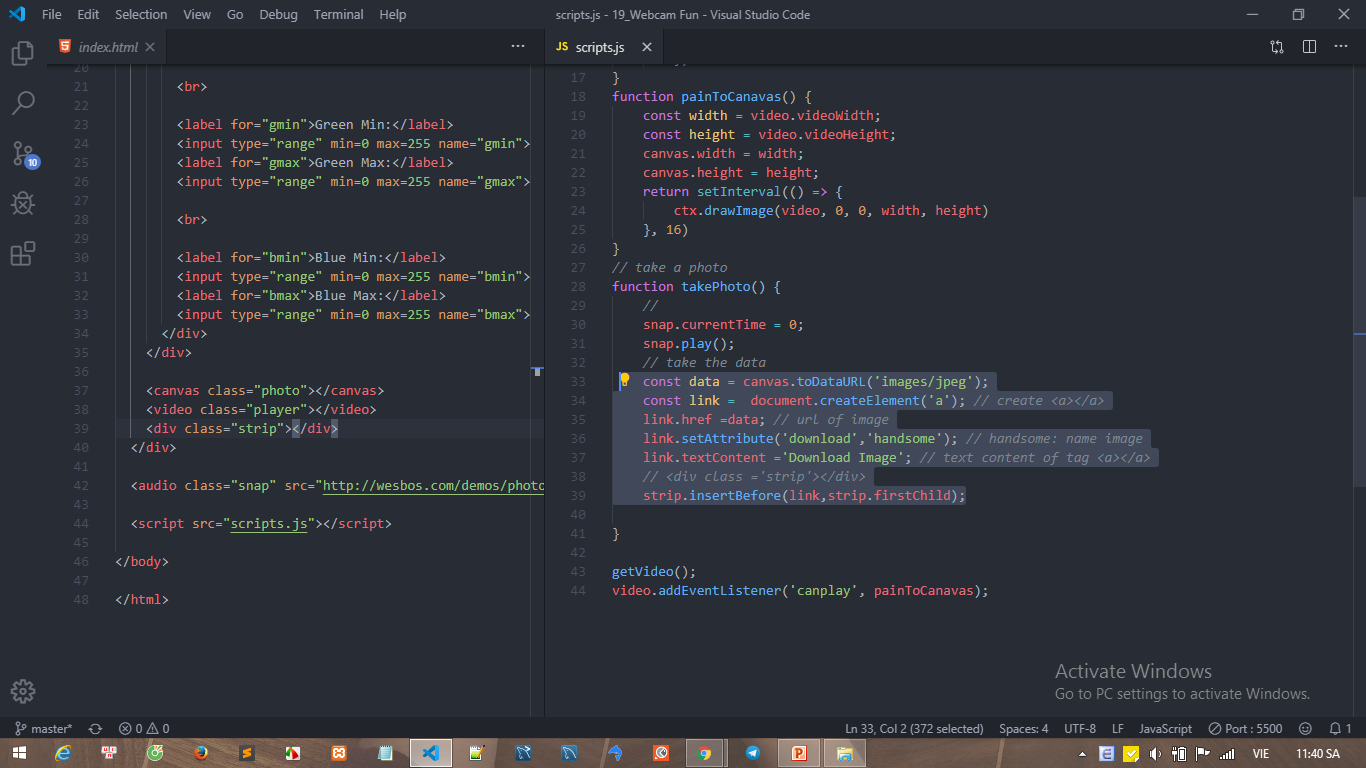 File Edit Selection View Go Debug Terminal Help scripts.js - 19_Webcam Fun - Visual Studio Code
index.html
20
21 <br>
22
23 <label for="gmin">Green Min:</label>
24 <input type="range" min=0 max=255 name="gmin">
25 <label for="gmax">Green Max:</label>
26 <input type="range" min=0 max=255 name="gmax">
27
28 <br>
29
30 <label for="bmin">Blue Min:</label>
31 <input type="range" min=0 max=255 name="bmin">
32 <label for="bmax">Blue Max:</label>
33 <input type="range" min=0 max=255 name="bmax">
34 </div>
35 </div>
36
37 <canvas class="photo"></canvas>
38 <video class="player"></video>
39 <div class="strip"></div>
40 </div>
41
42 <audio class="snap" src="http://wesbos.com/demos/photo
43
44 <script src="scripts.js"></script>
45
46 </body>
47
48 </html>
JS scripts.js
17 }
18 function painToCanavas() {
19 const width = video.videoWidth;
20 const height = video.videoHeight;
21 canvas.width = width;
22 canvas.height = height;
23 return setInterval(() => {
24 ctx.drawImage(video, 0, 0, width, height)
25 }, 16)
26 }
27 // take a photo
28 function takePhoto() {
29 //
30 snap.currentTime = 0;
31 snap.play();
32 // take the data
33 const data = canvas.toDataURL('images/jpeg');
34 const link =  document.createElement('a'); // create <a></a>
35 link.href =data; // url of image
36 link.setAttribute('download','handsome'); // handsome: name image
37 link.textContent ='Download Image'; // text content of tag <a></a>
38 // <div class ='strip'></div>
39 strip.insertBefore(link,strip.firstChild);
40
41 }
42
43 getVideo();
44 video.addEventListener('canplay', painToCanavas);
10
Activate Windows
Go to PC settings to activate Windows.
master* 0 0 Ln 33, Col 2 (372 selected) Spaces: 4 UTF-8 LF JavaScript Port : 5500 1
VIE 11:40 SA